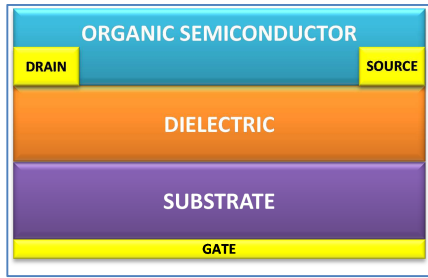 ORGANIC SEMICONDUCTOR
DRAIN
SOURCE
DIELECTRIC
SUBSTRATE
GATE